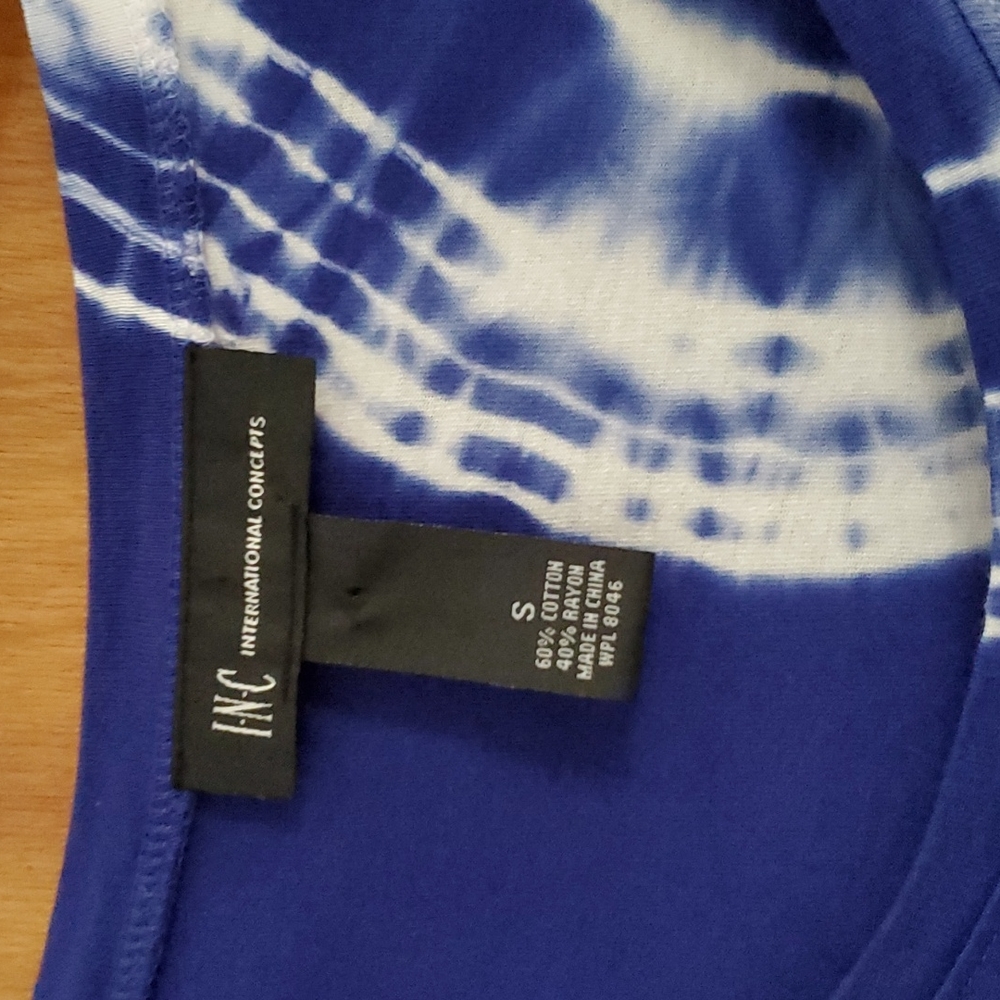 I·N·C INTERNATIONAL CONCEPTS
S
60% COTTON
40% RAYON
MADE IN CHINA
WPL 8046